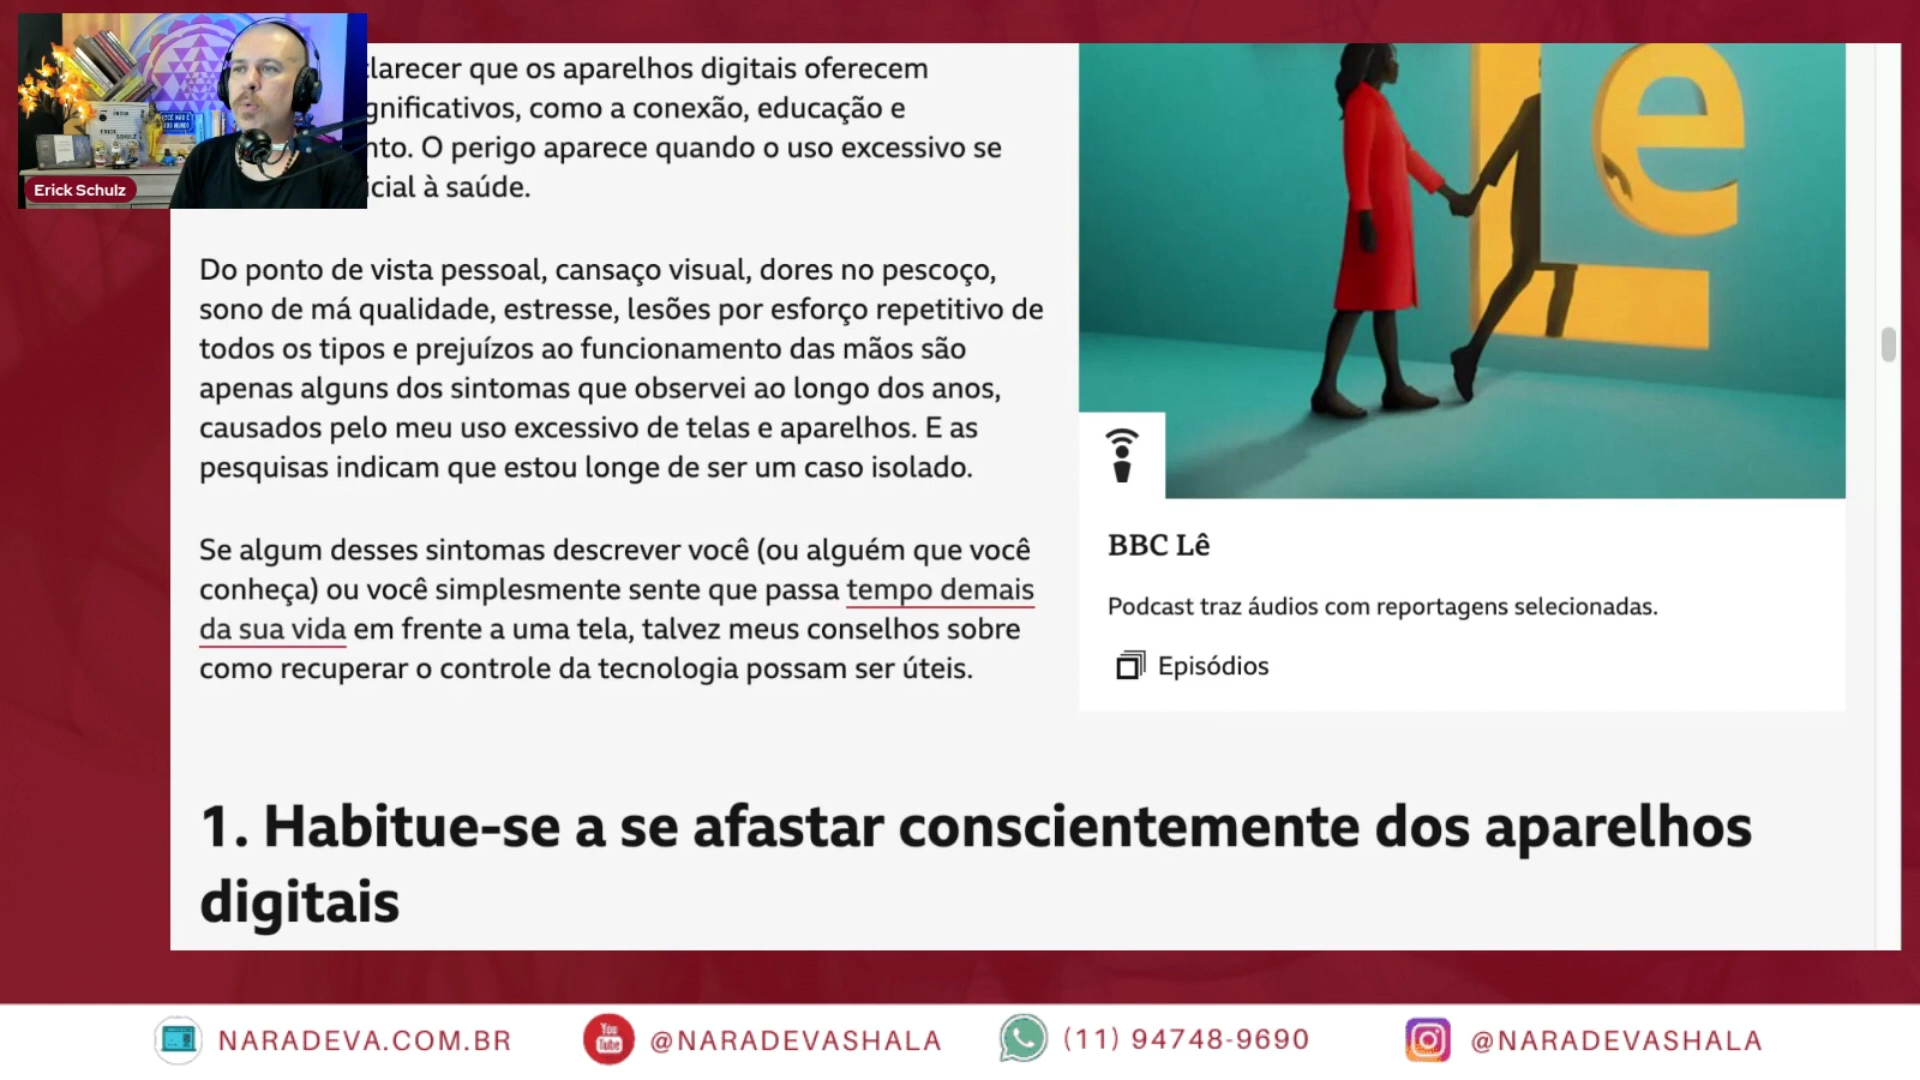 Erick Schulz
clarecer que os aparelhos digitais oferecem
gnificativos, como a conexão, educação e
nto. O perigo aparece quando o uso excessivo se
icial à saúde.
Do ponto de vista pessoal, cansaço visual, dores no pescoço,
sono de má qualidade, estresse, lesões por esforço repetitivo de
todos os tipos e prejuízos ao funcionamento das mãos são
apenas alguns dos sintomas que observei ao longo dos anos,
causados pelo meu uso excessivo de telas e aparelhos. E as
pesquisas indicam que estou longe de ser um caso isolado.
Se algum desses sintomas descrever você (ou alguém que você
conheça) ou você simplesmente sente que passa tempo demais
da sua vida em frente a uma tela, talvez meus conselhos sobre
como recuperar o controle da tecnologia possam ser úteis.
Le
BBC Lê
Podcast traz áudios com reportagens selecionadas.
Episódios
1. Habitue-se a se afastar conscientemente dos aparelhos
digitais
NARADEVA.COM.BR
You
Tube
@NARADEVASHALA
(11) 94748-9690
@NARADEVASHALA